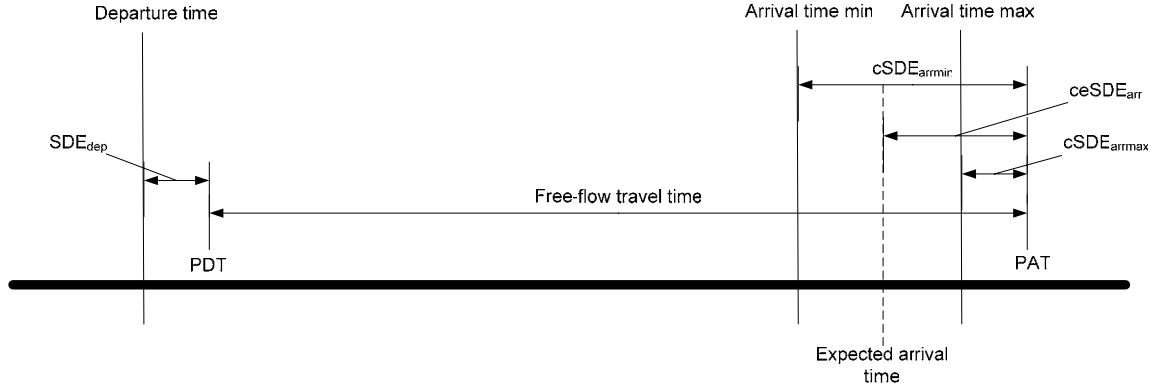 Departure time
Arrival time min
Arrival time max
cSDEarrmin
ceSDEarr
SDEdep
cSDEarrmax
Free-flow travel time
PDT
PAT
Expected arrival
time